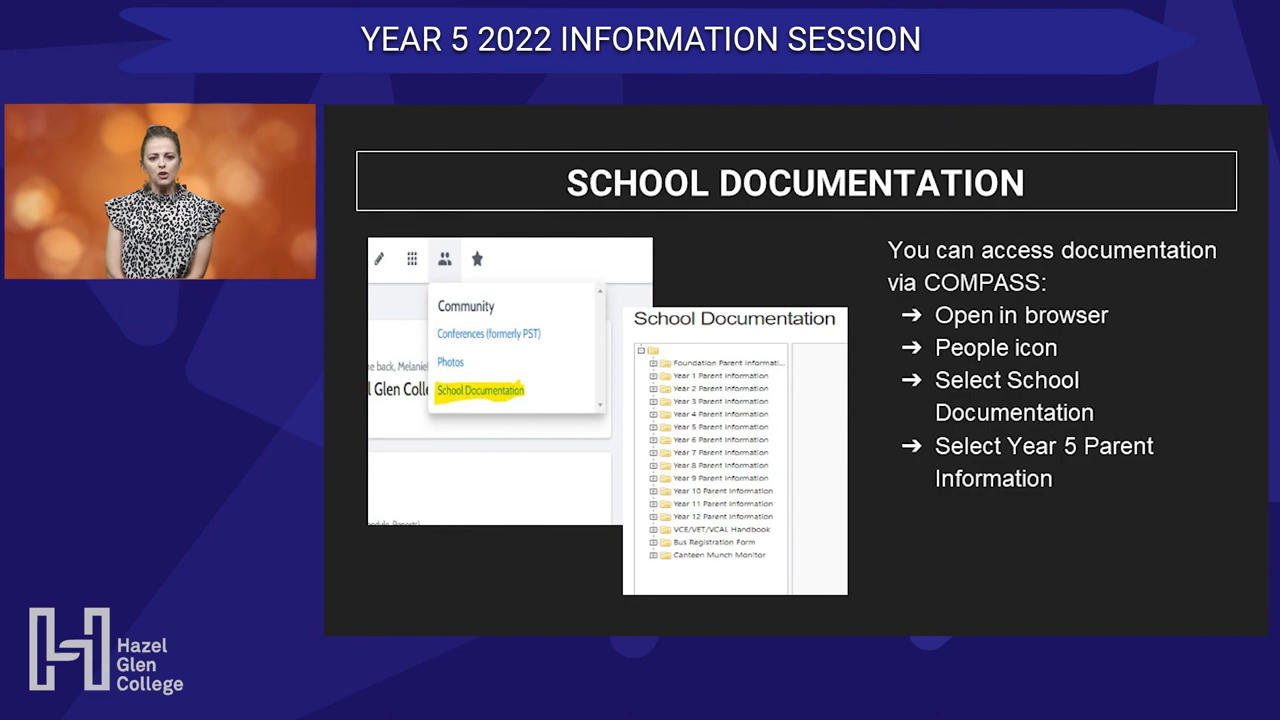 YEAR 5 2022 INFORMATION SESSION
SCHOOL DOCUMENTATION
Community
Conferences (formerly PST)
Photos
School Documentation
e back, Melanie
l Glen Colle
School Documentation
Foundation Parent Informati...
Year 1 Parent Information
Year 2 Parent Information
Year 3 Parent Information
Year 4 Parent Information
Year 5 Parent Information
Year 6 Parent Information
Year 7 Parent Information
Year 8 Parent Information
Year 9 Parent Information
Year 10 Parent Information
Year 11 Parent Information
Year 12 Parent Information
VCE/VET/VCAL Handbook
Bus Registration Form
Canteen Munch Monitor
You can access documentation
via COMPASS:
➔ Open in browser
➔ People icon
➔ Select School
Documentation
➔ Select Year 5 Parent
Information
Hazel
Glen
College